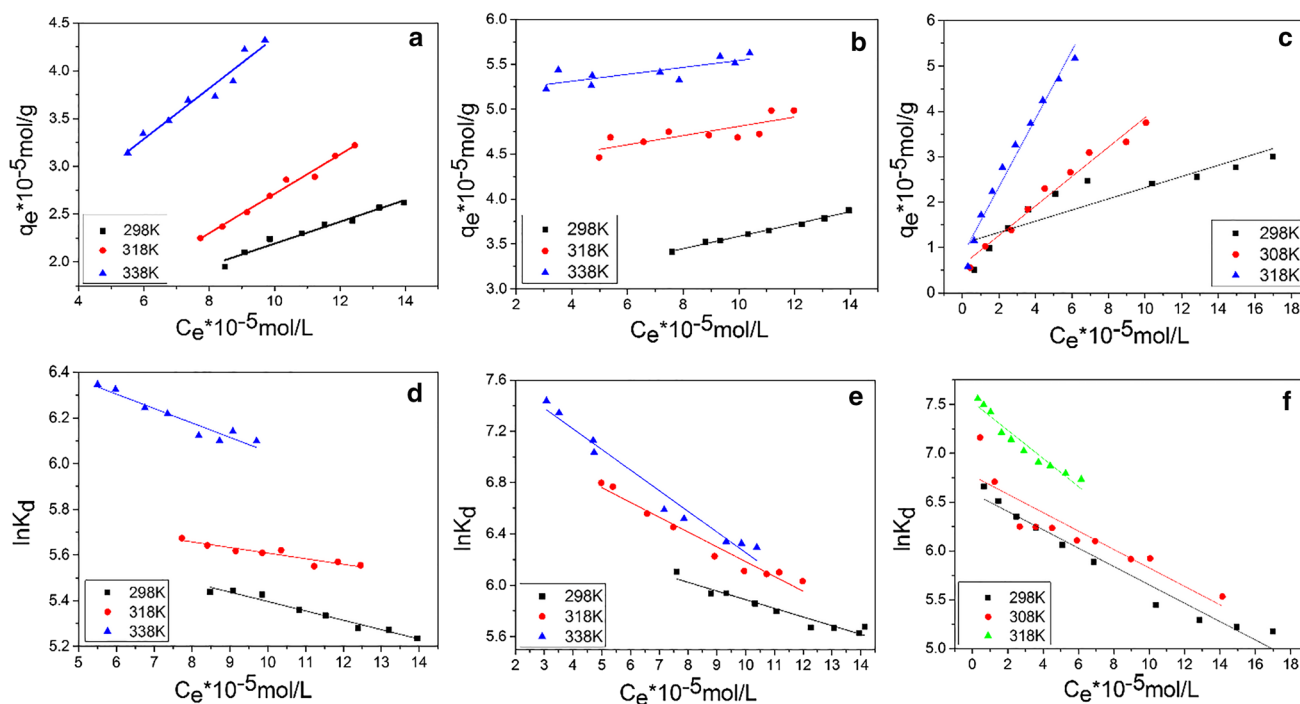 a
4.5
4.0
3.5
3.0
2.5
2.0
qe*10-5mol/g
298K
318K
338K
6 8 10 12 14
Ce*10-5mol/L
b
6.0
5.5
5.0
4.5
4.0
3.5
3.0
qe*10-5mol/g
298K
318K
338K
2 4 6 8 10 12 14
Ce*10-5mol/L
c
6
5
4
3
2
1
0
qe*10-5mol/g
298K
308K
318K
0 2 4 6 8 10 12 14 16 18
Ce*10-5mol/L
d
6.4
6.2
6.0
5.8
5.6
5.4
5.2
lnKd
298K
318K
338K
5 6 7 8 9 10 11 12 13 14
Ce*10-5mol/L
e
7.6
7.2
6.8
6.4
6.0
5.6
lnKd
298K
318K
338K
2 3 4 5 6 7 8 9 10 11 12 13 14
Ce*10-5mol/L
f
7.5
7.0
6.5
6.0
5.5
5.0
lnKd
298K
308K
318K
0 2 4 6 8 10 12 14 16 18
Ce*10-5mol/L